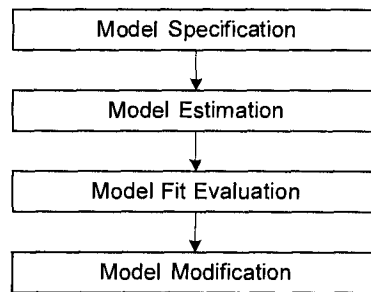 Model Specification
Model Estimation
Model Fit Evaluation
Model Modification